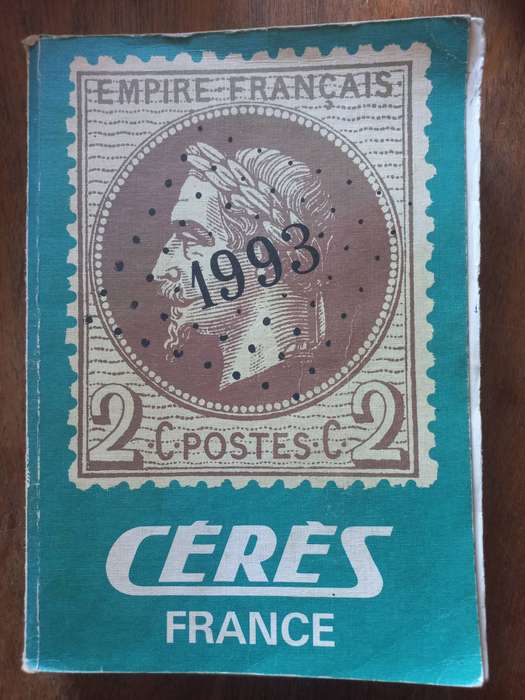 EMPIRE·FRANÇAIS·
1993
2 ·C·POSTES·C· 2
CÉRÈS
FRANCE